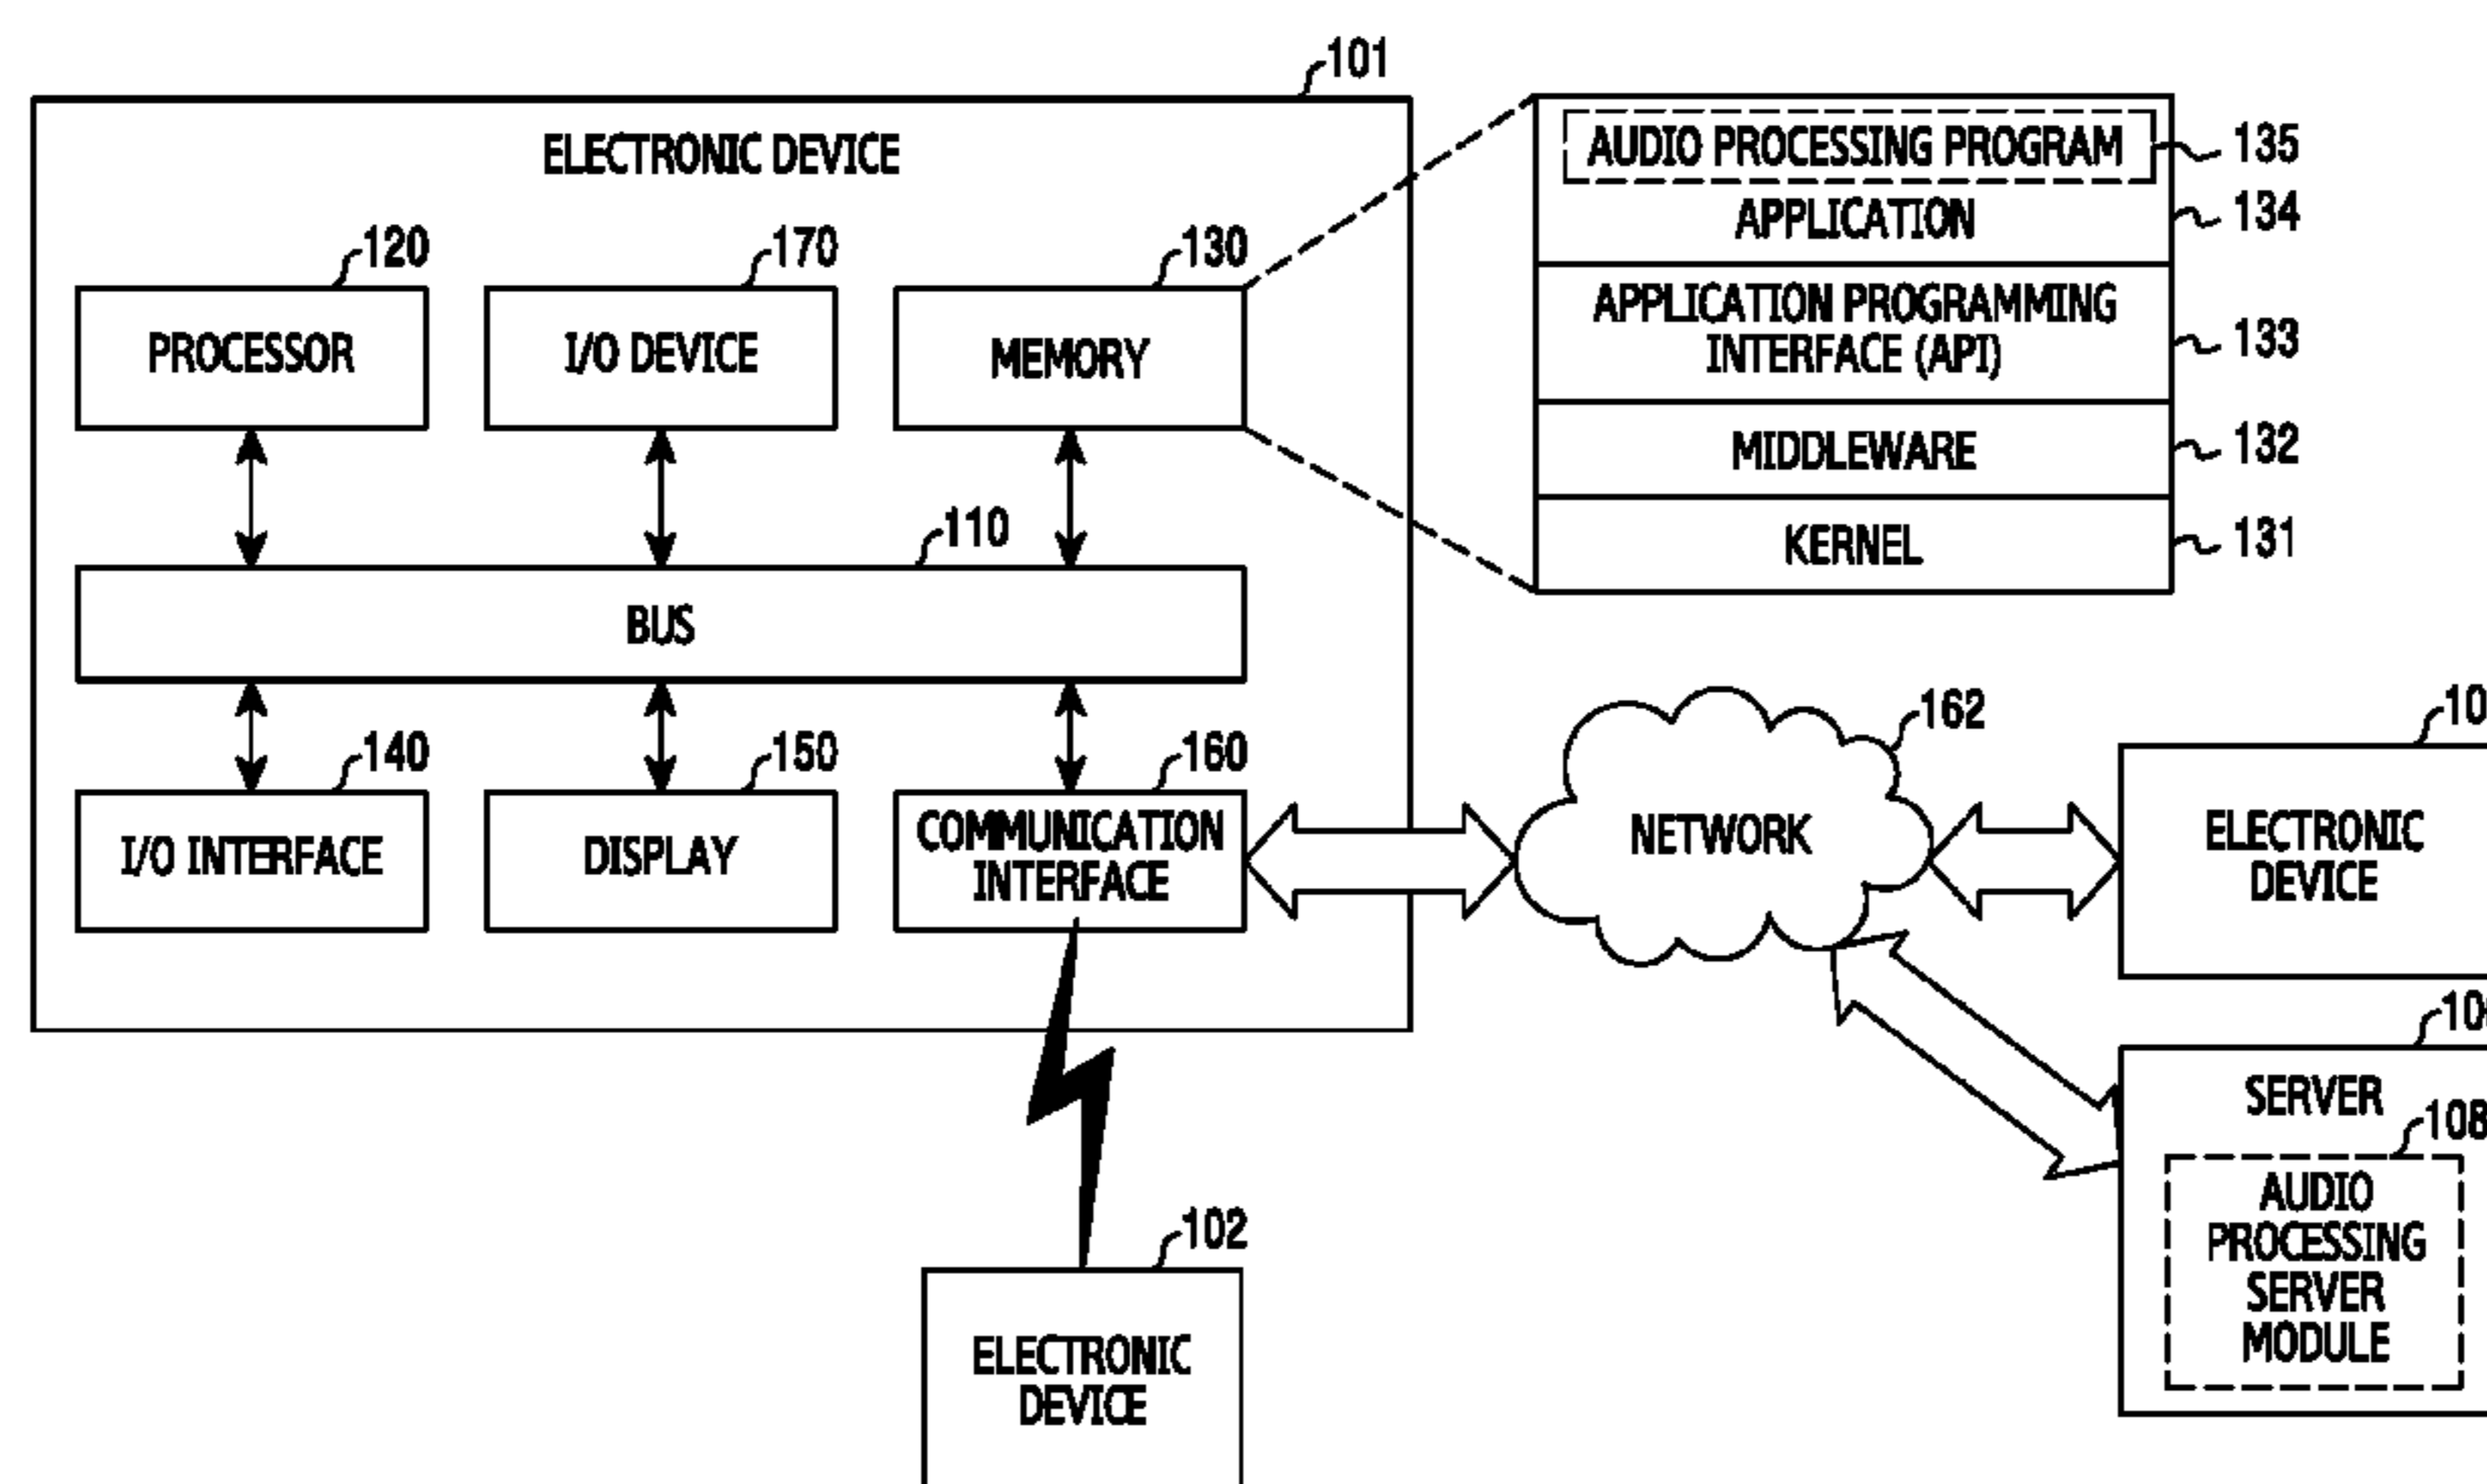 101
ELECTRONIC DEVICE
120
170
130
PROCESSOR
I/O DEVICE
MEMORY
110
BUS
140
150
160
I/O INTERFACE
DISPLAY
COMMUNICATION
INTERFACE
AUDIO PROCESSING PROGRAM
135
APPLICATION
134
APPLICATION PROGRAMMING
INTERFACE (API)
133
MIDDLEWARE
132
KERNEL
131
162
NETWORK
ELECTRONIC
DEVICE
SERVER
108
AUDIO
PROCESSING
SERVER
MODULE
102
ELECTRONIC
DEVICE